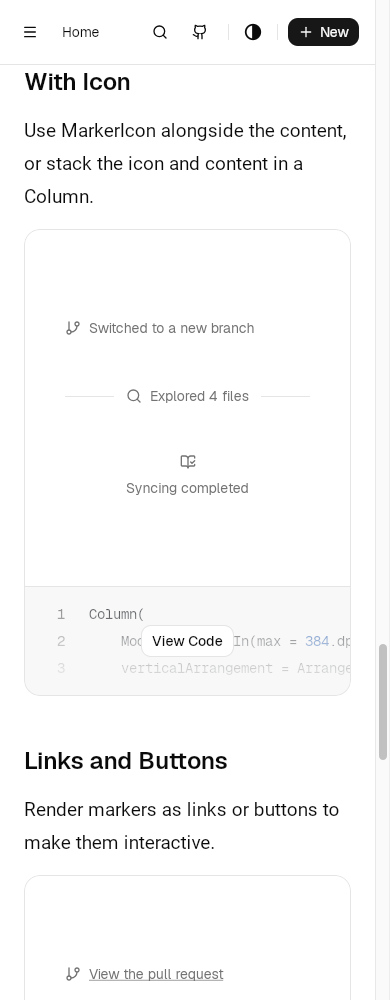 Home
New
With Icon
Use MarkerIcon alongside the content,
or stack the icon and content in a
Column.
Switched to a new branch
Explored 4 files
Syncing completed
1 Column(
2 View Code In(max = 384.dp
3 verticalArrangement = Arrange
Links and Buttons
Render markers as links or buttons to
make them interactive.
View the pull request